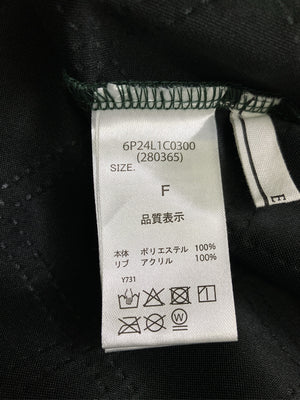 6P24L1C0300
(280365)
SIZE.
F
品質表示
本体 ポリエステル 100%
リブ アクリル 100%
Y731